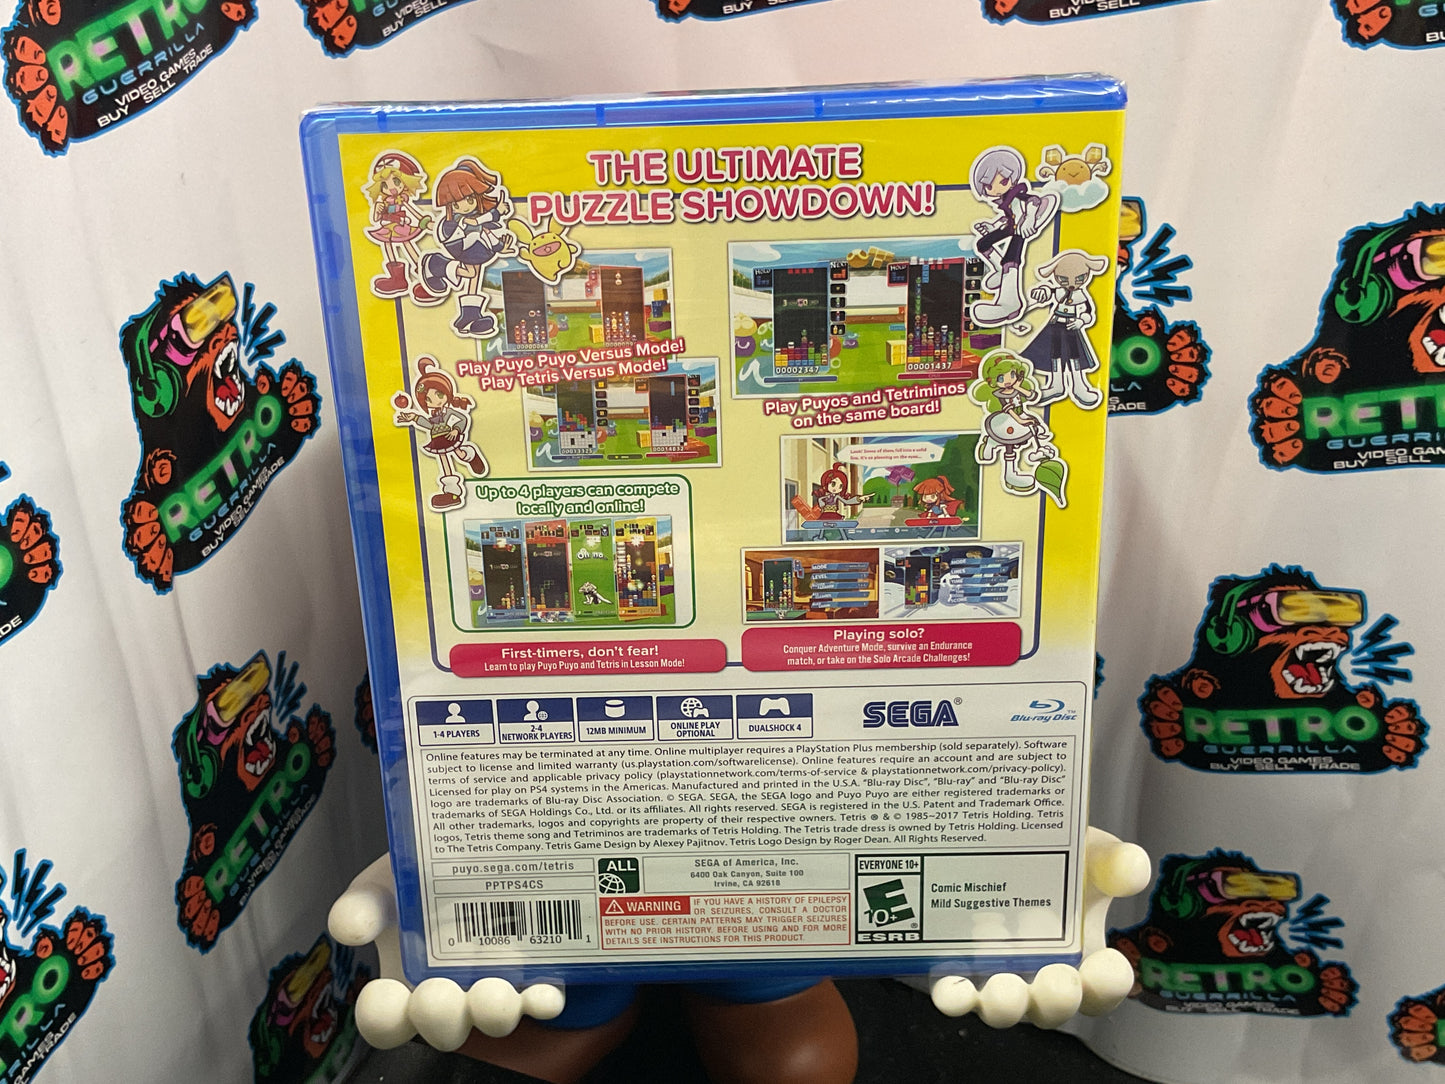 RETRO
GUERRILLA
VIDEO GAMES
BUY SELL TRADE
THE ULTIMATE
PUZZLE SHOWDOWN!
Play Puyo Puyo Versus Mode!
Play Tetris Versus Mode!
Play Puyos and Tetriminos
on the same board!
00002347
00001437
Up to 4 players can compete
locally and online!
First-timers, don't fear!
Learn to play Puyo Puyo and Tetris in Lesson Mode!
Playing solo?
Conquer Adventure Mode, survive an Endurance
match, or take on the Solo Arcade Challenges!
1-4 PLAYERS
2-4
NETWORK PLAYERS
12MB MINIMUM
ONLINE PLAY
OPTIONAL
DUALSHOCK 4
SEGA®
Blu-ray Disc™
Online features may be terminated at any time. Online multiplayer requires a PlayStation Plus membership (sold separately). Software
subject to license and limited warranty (us.playstation.com/softwarelicense). Online features require an account and are subject to
terms of service and applicable privacy policy (playstationnetwork.com/terms-of-service & playstationnetwork.com/privacy-policy).
Licensed for play on PS4 systems in the Americas. Manufactured and printed in the U.S.A. "Blu-ray Disc", "Blu-ray" and "Blu-ray Disc"
logo are trademarks of Blu-ray Disc Association. © SEGA. SEGA, the SEGA logo and Puyo Puyo are either registered trademarks or
trademarks of SEGA Holdings Co., Ltd. or its affiliates. All rights reserved. SEGA is registered in the U.S. Patent and Trademark Office.
All other trademarks, logos and copyrights are property of their respective owners. Tetris ® & © 1985~2017 Tetris Holding. Tetris
logos, Tetris theme song and Tetriminos are trademarks of Tetris Holding. The Tetris trade dress is owned by Tetris Holding. Licensed
to The Tetris Company. Tetris Game Design by Alexey Pajitnov. Tetris Logo Design by Roger Dean. All Rights Reserved.
puyo.sega.com/tetris
PPTPS4CS
ALL
SEGA of America, Inc.
6400 Oak Canyon, Suite 100
Irvine, CA 92618
WARNING
IF YOU HAVE A HISTORY OF EPILEPSY
OR SEIZURES, CONSULT A DOCTOR
BEFORE USE. CERTAIN PATTERNS MAY TRIGGER SEIZURES
WITH NO PRIOR HISTORY. BEFORE USING AND FOR MORE
DETAILS SEE INSTRUCTIONS FOR THIS PRODUCT.
0 10086 63210 1
EVERYONE 10+
E
10+
ESRB
Comic Mischief
Mild Suggestive Themes